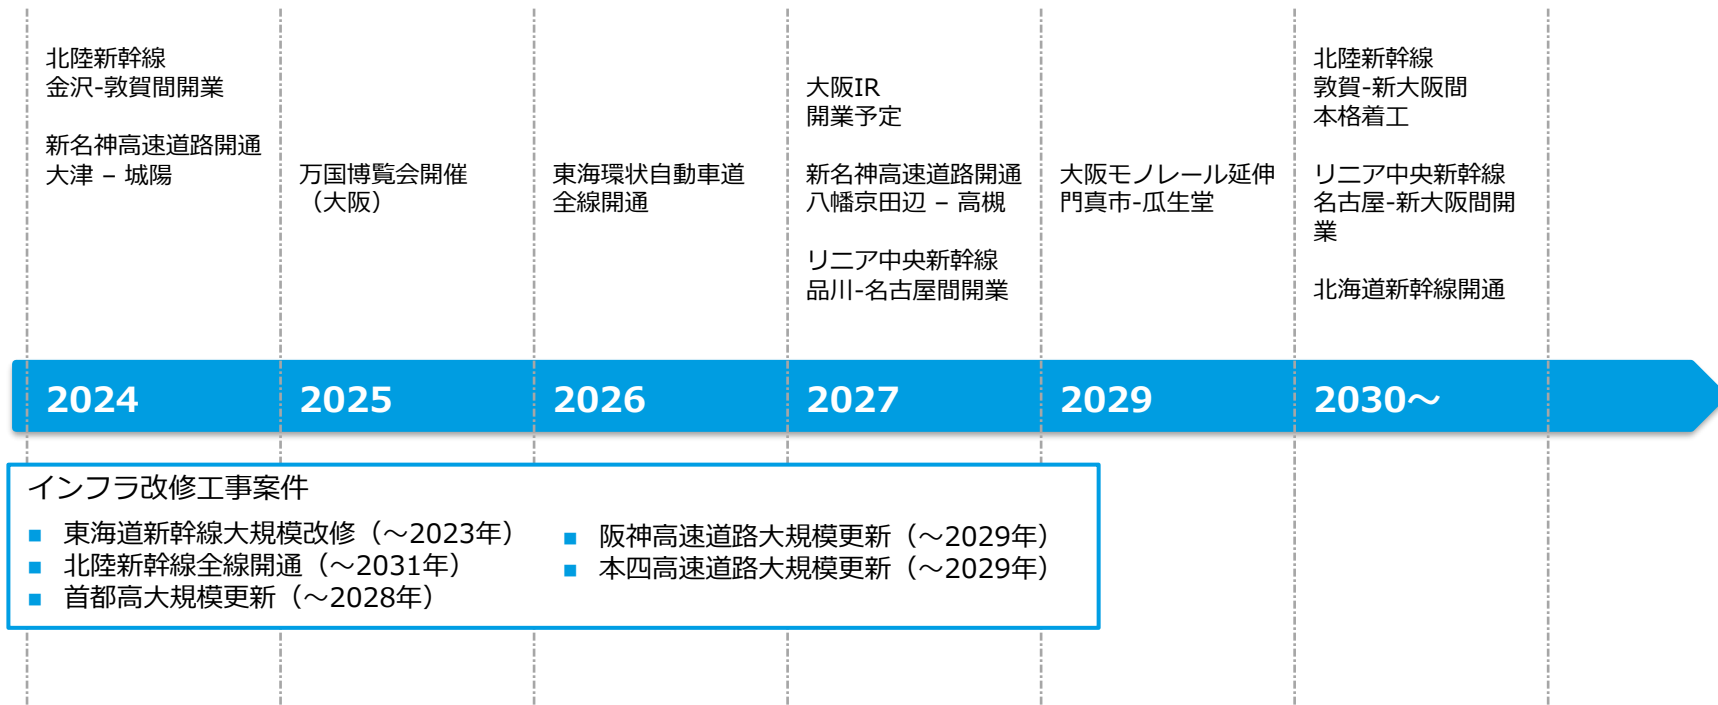 北陸新幹線
金沢-敦賀間開業
新名神高速道路開通
大津 – 城陽
万国博覧会開催
（大阪）
東海環状自動車道
全線開通
大阪IR
開業予定
新名神高速道路開通
八幡京田辺 – 高槻
リニア中央新幹線
品川-名古屋間開業
大阪モノレール延伸
門真市-瓜生堂
北陸新幹線
敦賀-新大阪間
本格着工
リニア中央新幹線
名古屋-新大阪間開
業
北海道新幹線開通
2024
2025
2026
2027
2029
2030～
インフラ改修工事案件
東海道新幹線大規模改修（～2023年）
北陸新幹線全線開通（～2031年）
首都高大規模更新（～2028年）
阪神高速道路大規模更新（～2029年）
本四高速道路大規模更新（～2029年）